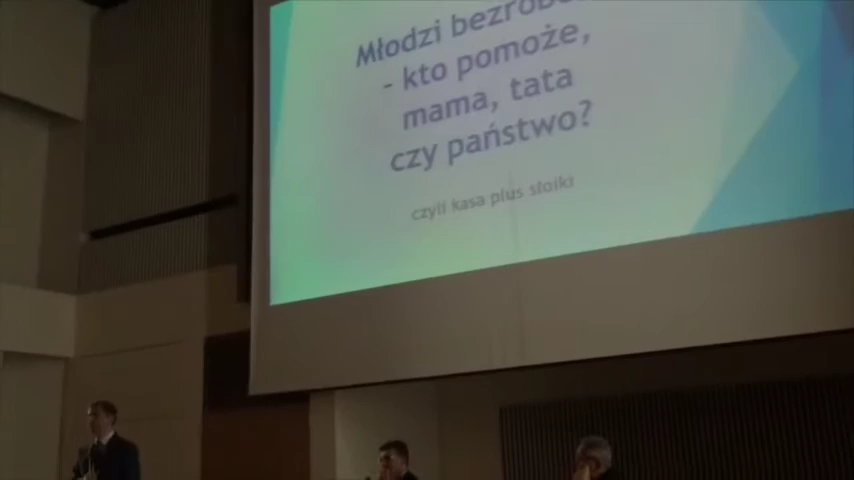 Młodzi
- kto pomoże,
mama, tata
czy państwo?
czyli kasa plus słoiki